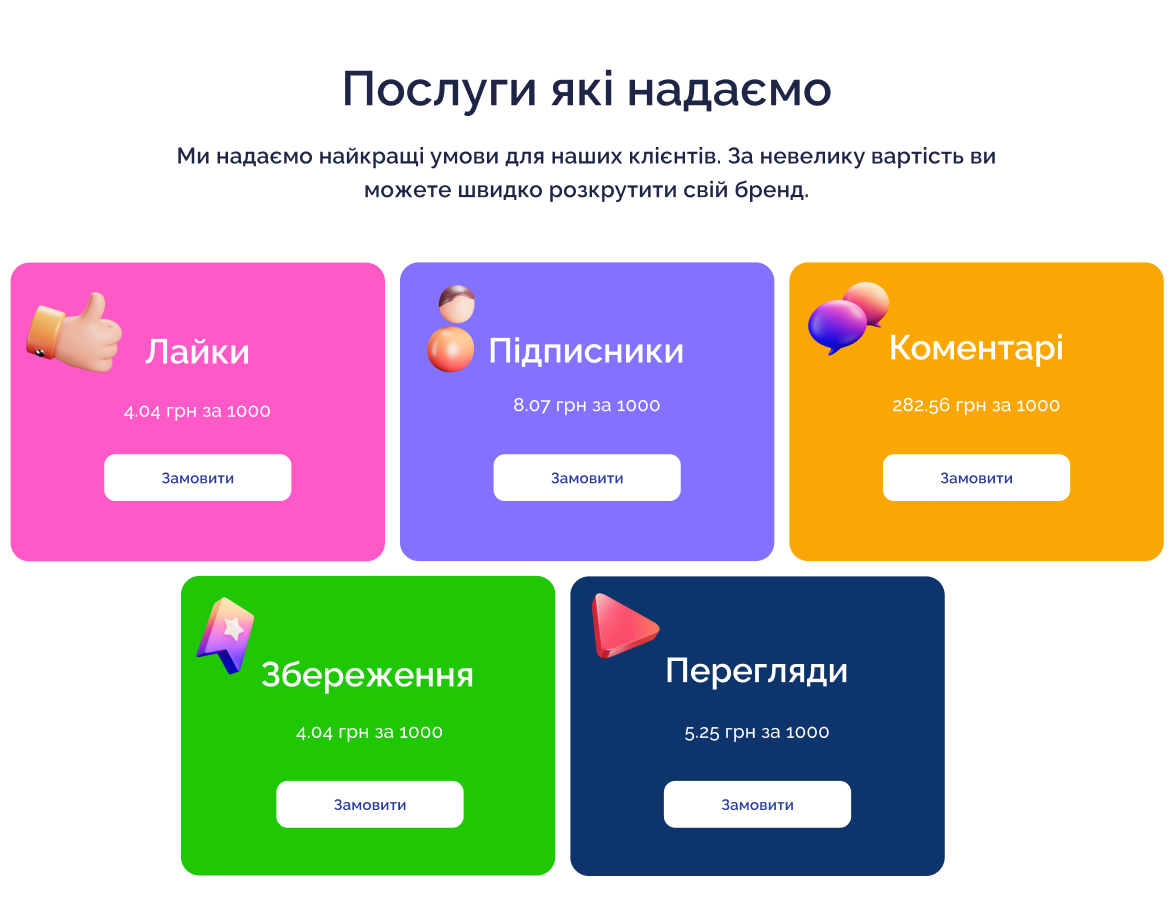 Послуги які надаємо
Ми надаємо найкращі умови для наших клієнтів. За невелику вартість ви
можете швидко розкрутити свій бренд.
Лайки
4.04 грн за 1000
Замовити
Підписники
8.07 грн за 1000
Замовити
Коментарі
282.56 грн за 1000
Замовити
Збереження
4.04 грн за 1000
Замовити
Перегляди
5.25 грн за 1000
Замовити